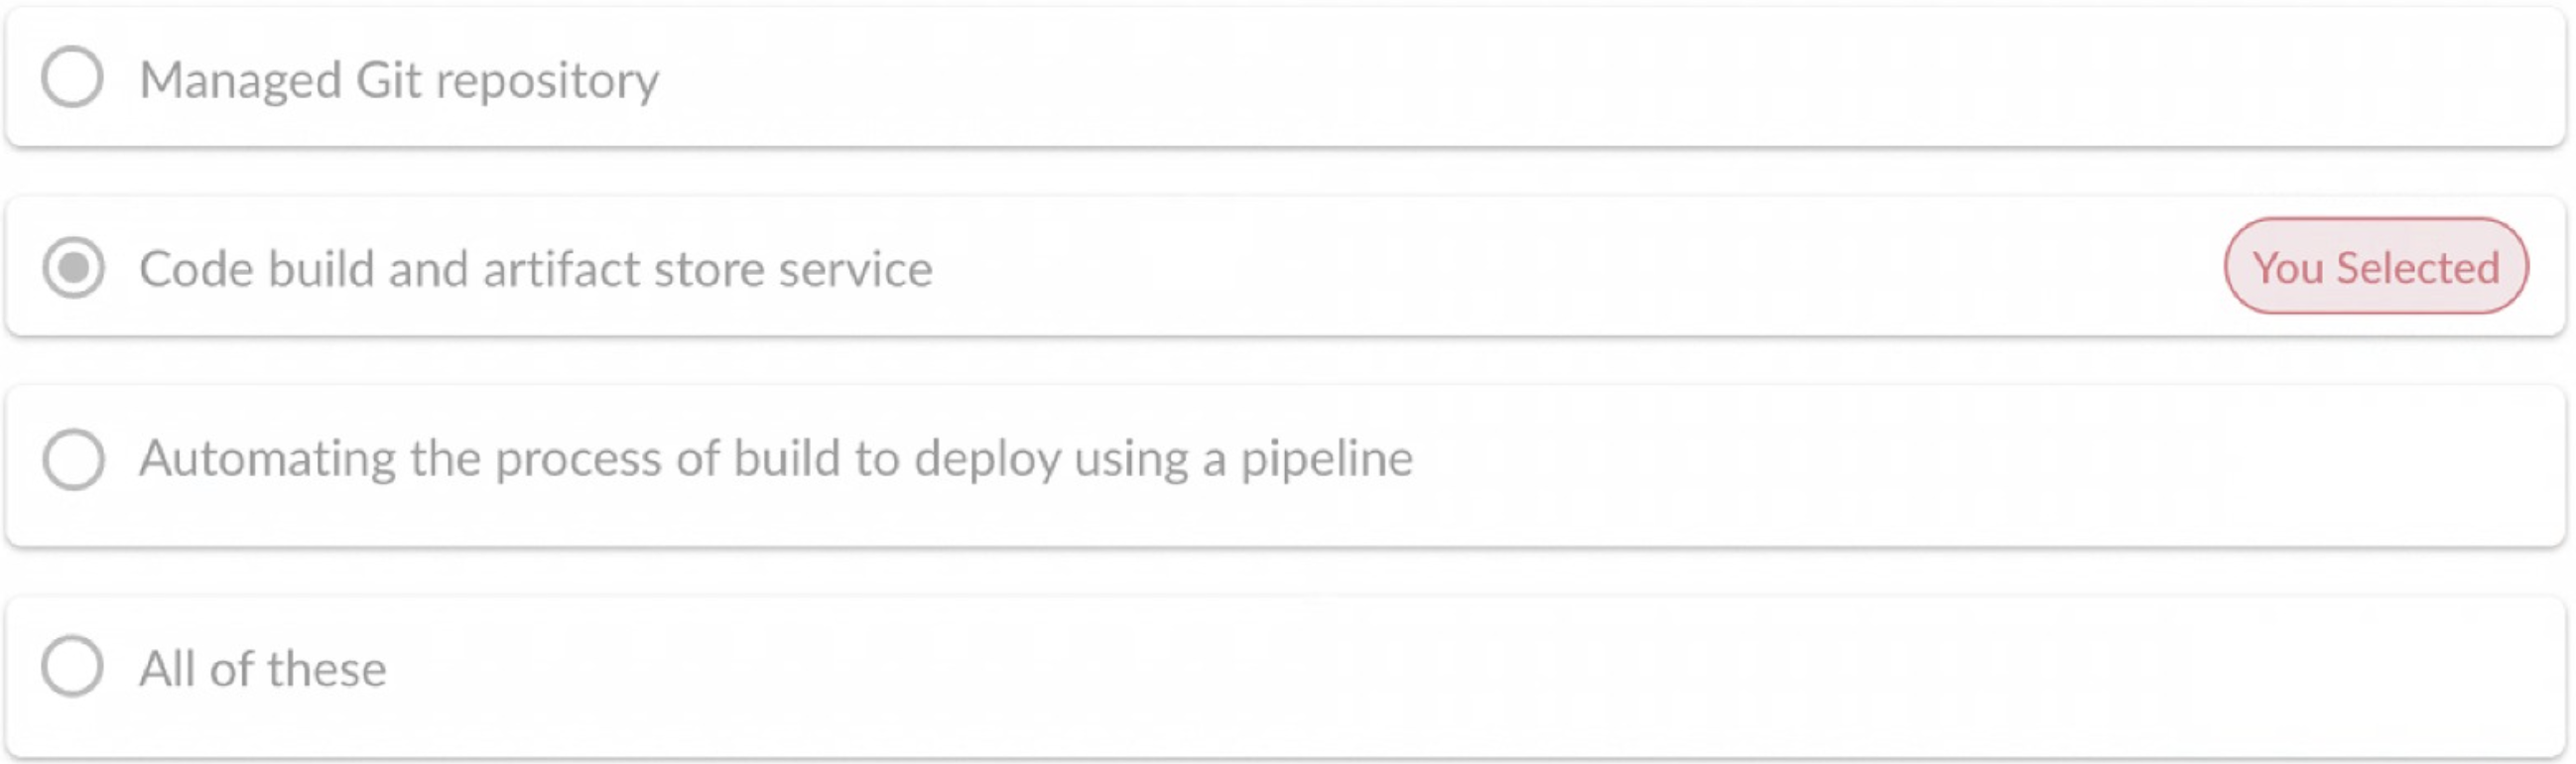 Managed Git repository
Code build and artifact store service You Selected
Automating the process of build to deploy using a pipeline
All of these